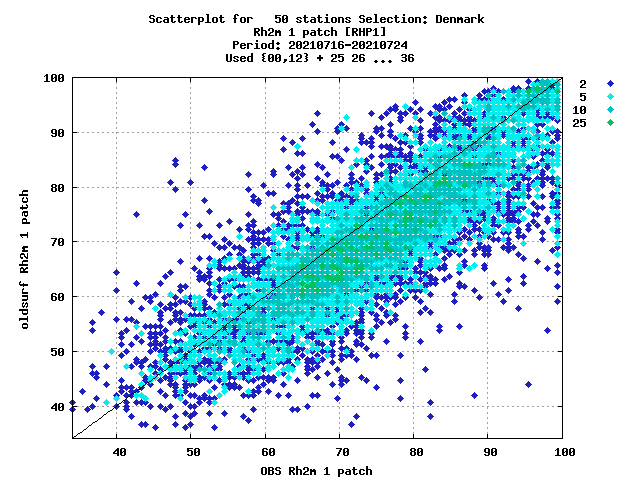 Scatterplot for   50 stations Selection: Denmark
Rh2m 1 patch [RHP1]
Period: 20210716-20210724
Used {00,12} + 25 26 ... 36
2
5
10
25
100
90
80
70
60
50
40
oldsurf Rh2m 1 patch
40 50 60 70 80 90 100
OBS Rh2m 1 patch